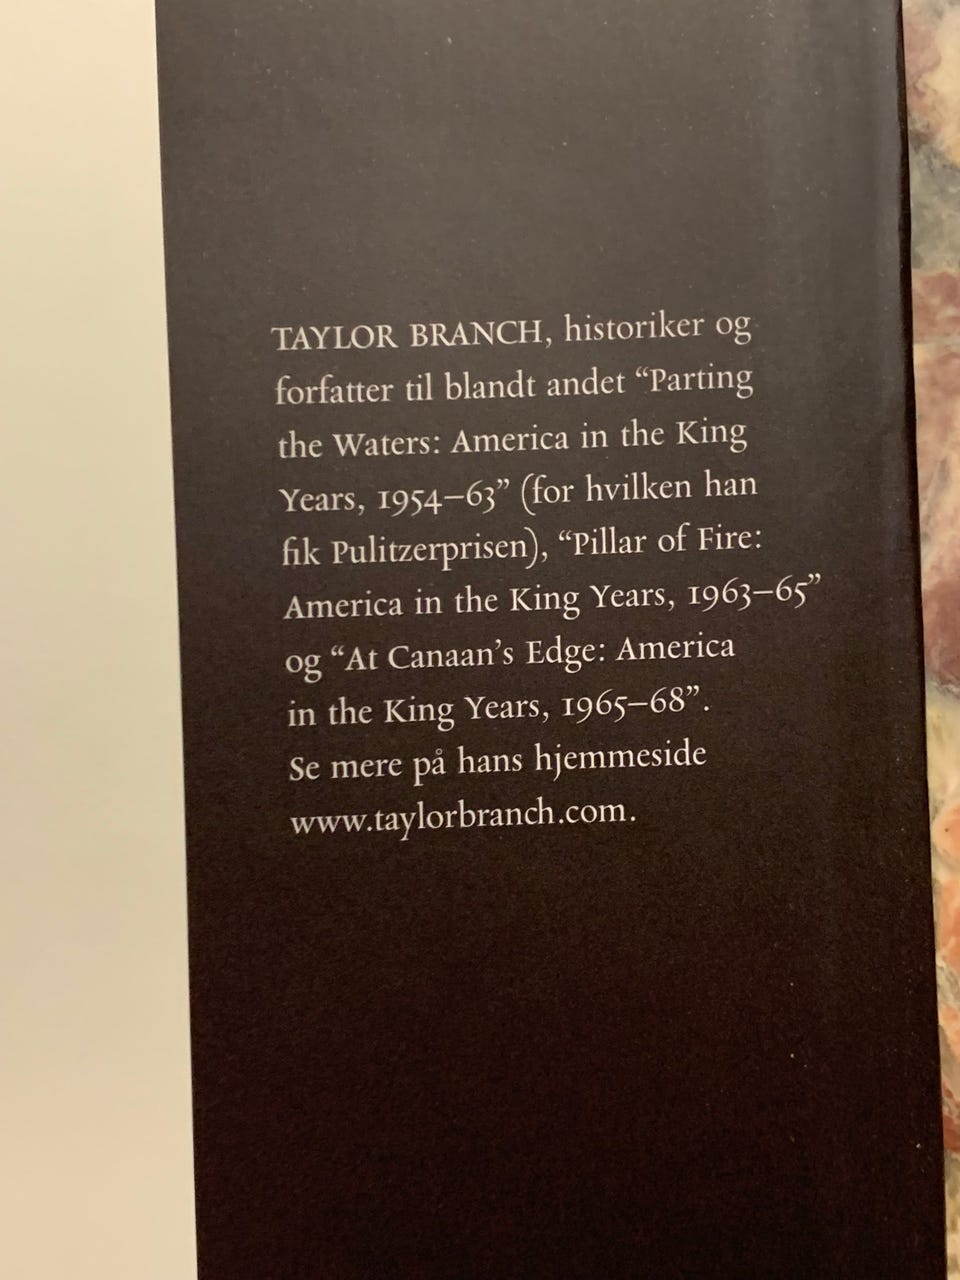 TAYLOR BRANCH, historiker og
forfatter til blandt andet “Parting
the Waters: America in the King
Years, 1954–63” (for hvilken han
fik Pulitzerprisen), “Pillar of Fire:
America in the King Years, 1963–65”
og “At Canaan’s Edge: America
in the King Years, 1965–68”.
Se mere på hans hjemmeside
www.taylorbranch.com.